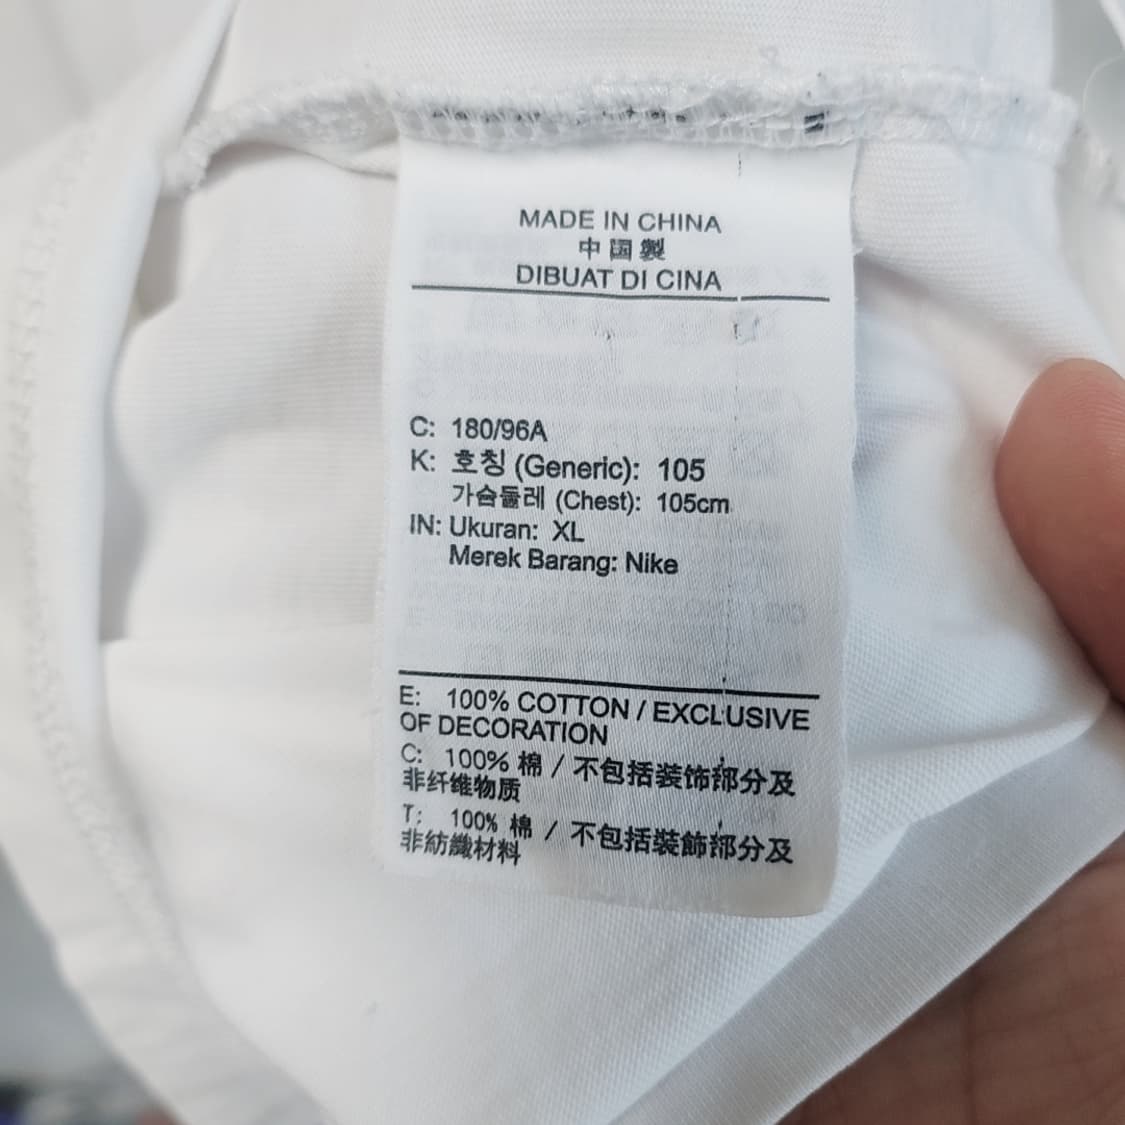 MADE IN CHINA
中国製
DIBUAT DI CINA
C: 180/96A
K: 호칭 (Generic): 105
가슴둘레 (Chest): 105cm
IN: Ukuran: XL
Merek Barang: Nike
E: 100% COTTON / EXCLUSIVE
OF DECORATION
C: 100% 棉 / 不包括装饰部分及
非纤维物质
T: 100% 棉 / 不包括裝飾部分及
非紡織材料